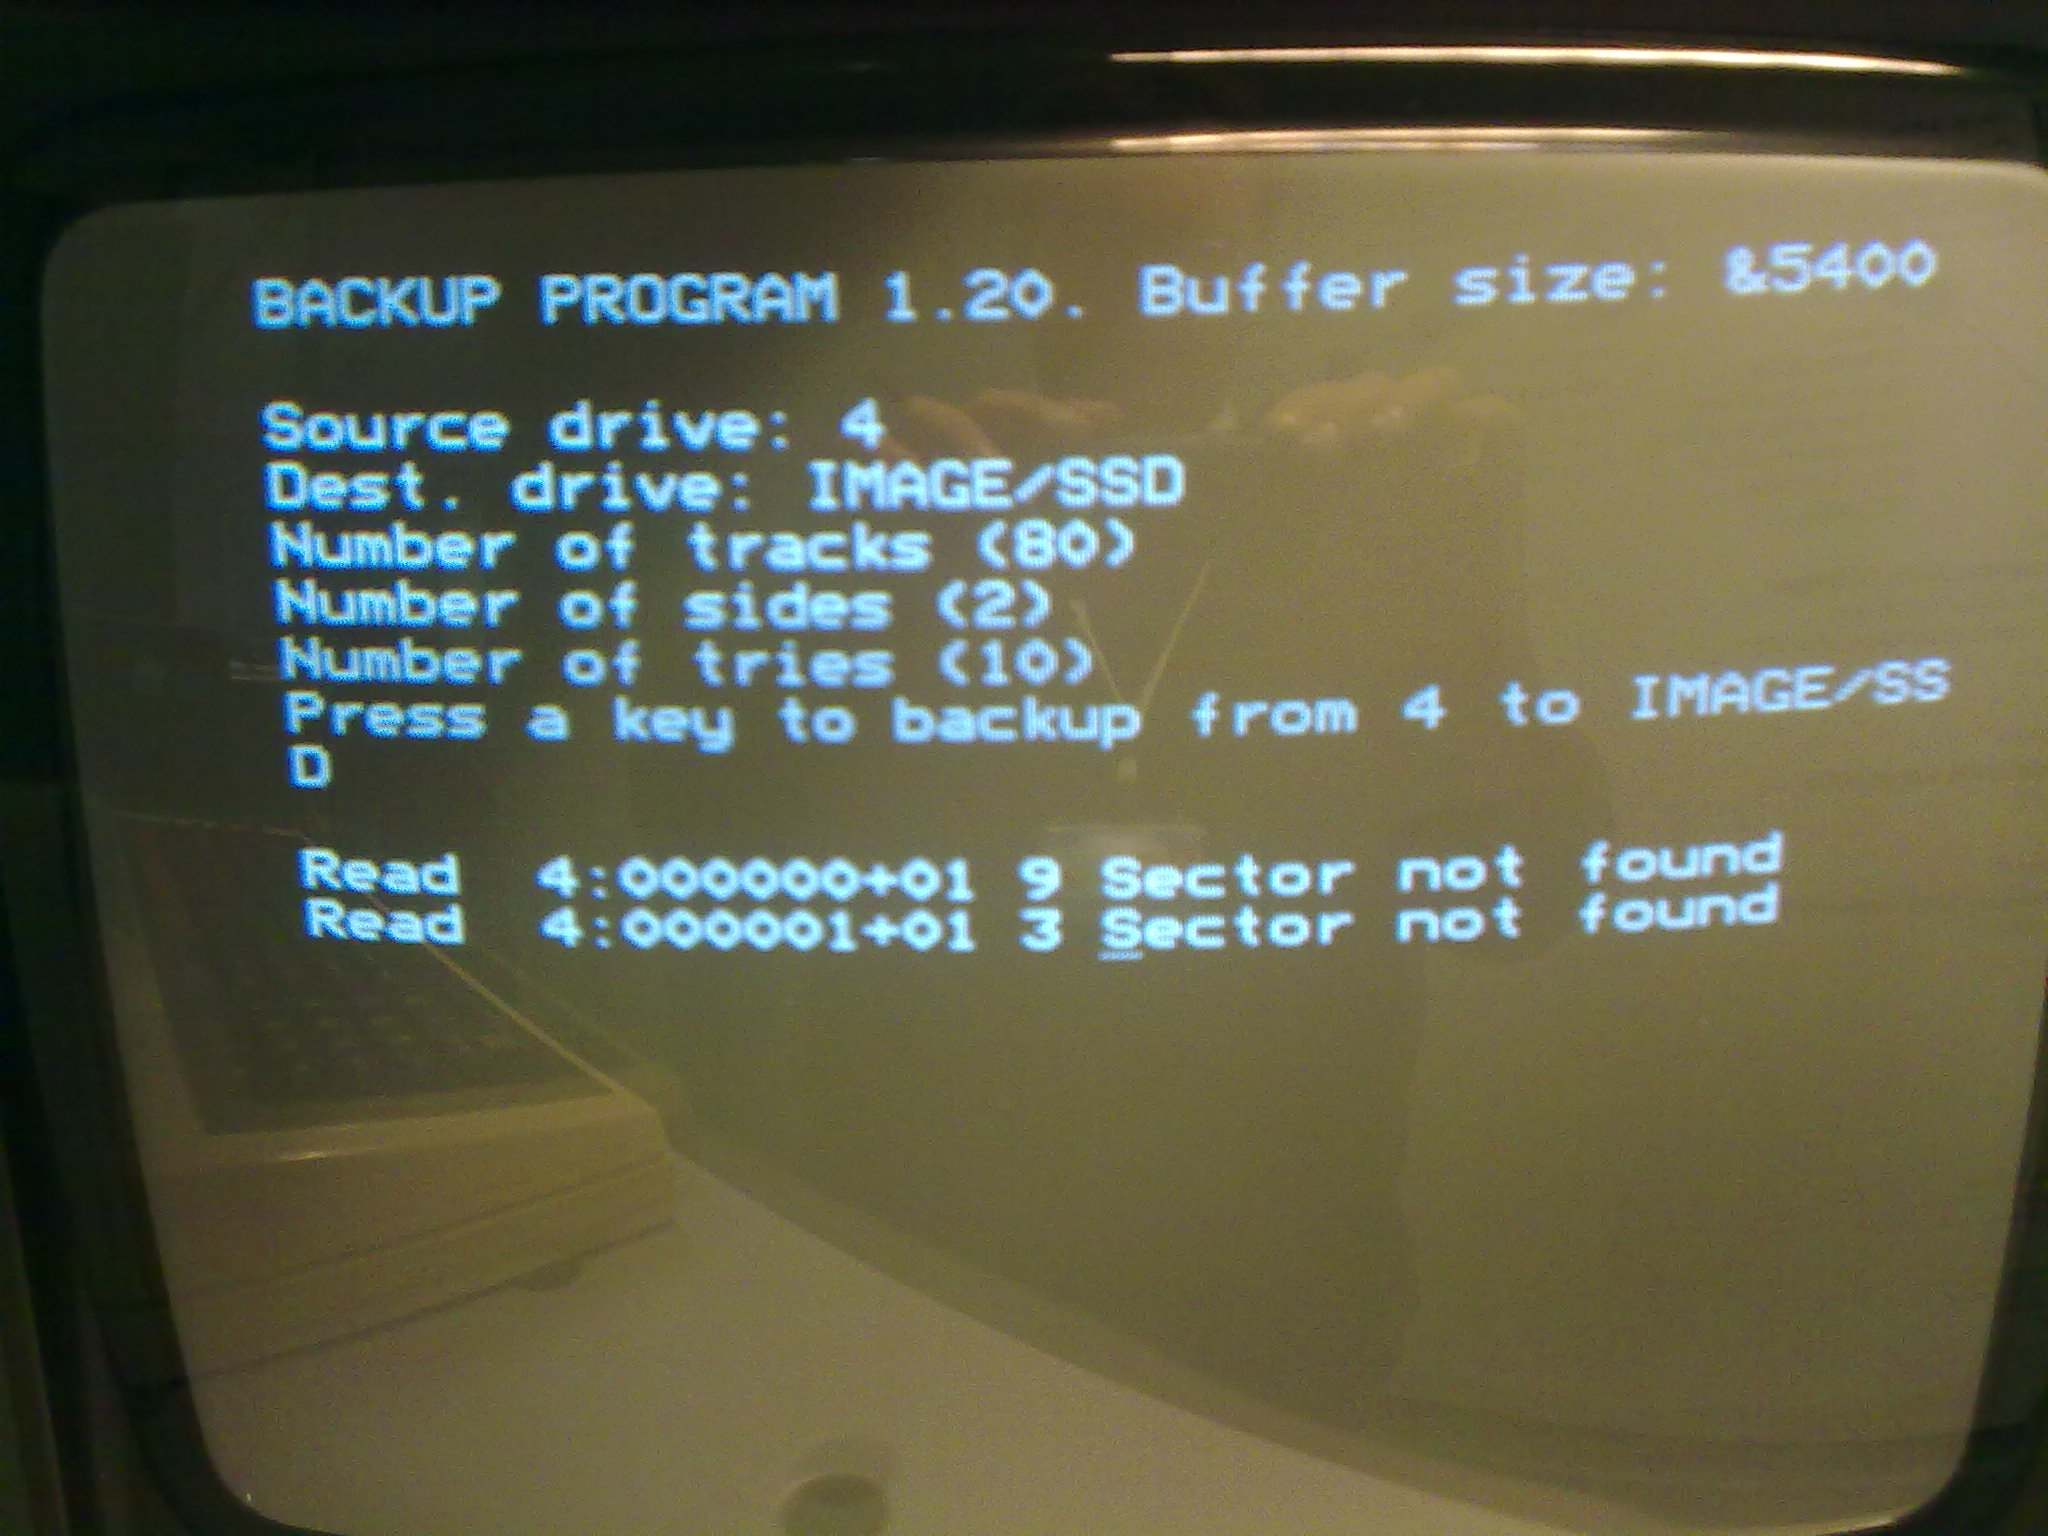 BACKUP PROGRAM 1.20. Buffer size: &5400
Source drive: 4
Dest. drive: IMAGE/SSD
Number of tracks (80)
Number of sides (2)
Number of tries (10)
Press a key to backup from 4 to IMAGE/SS
D
Read  4:000000+01 9 Sector not found
Read  4:000001+01 3 Sector not found